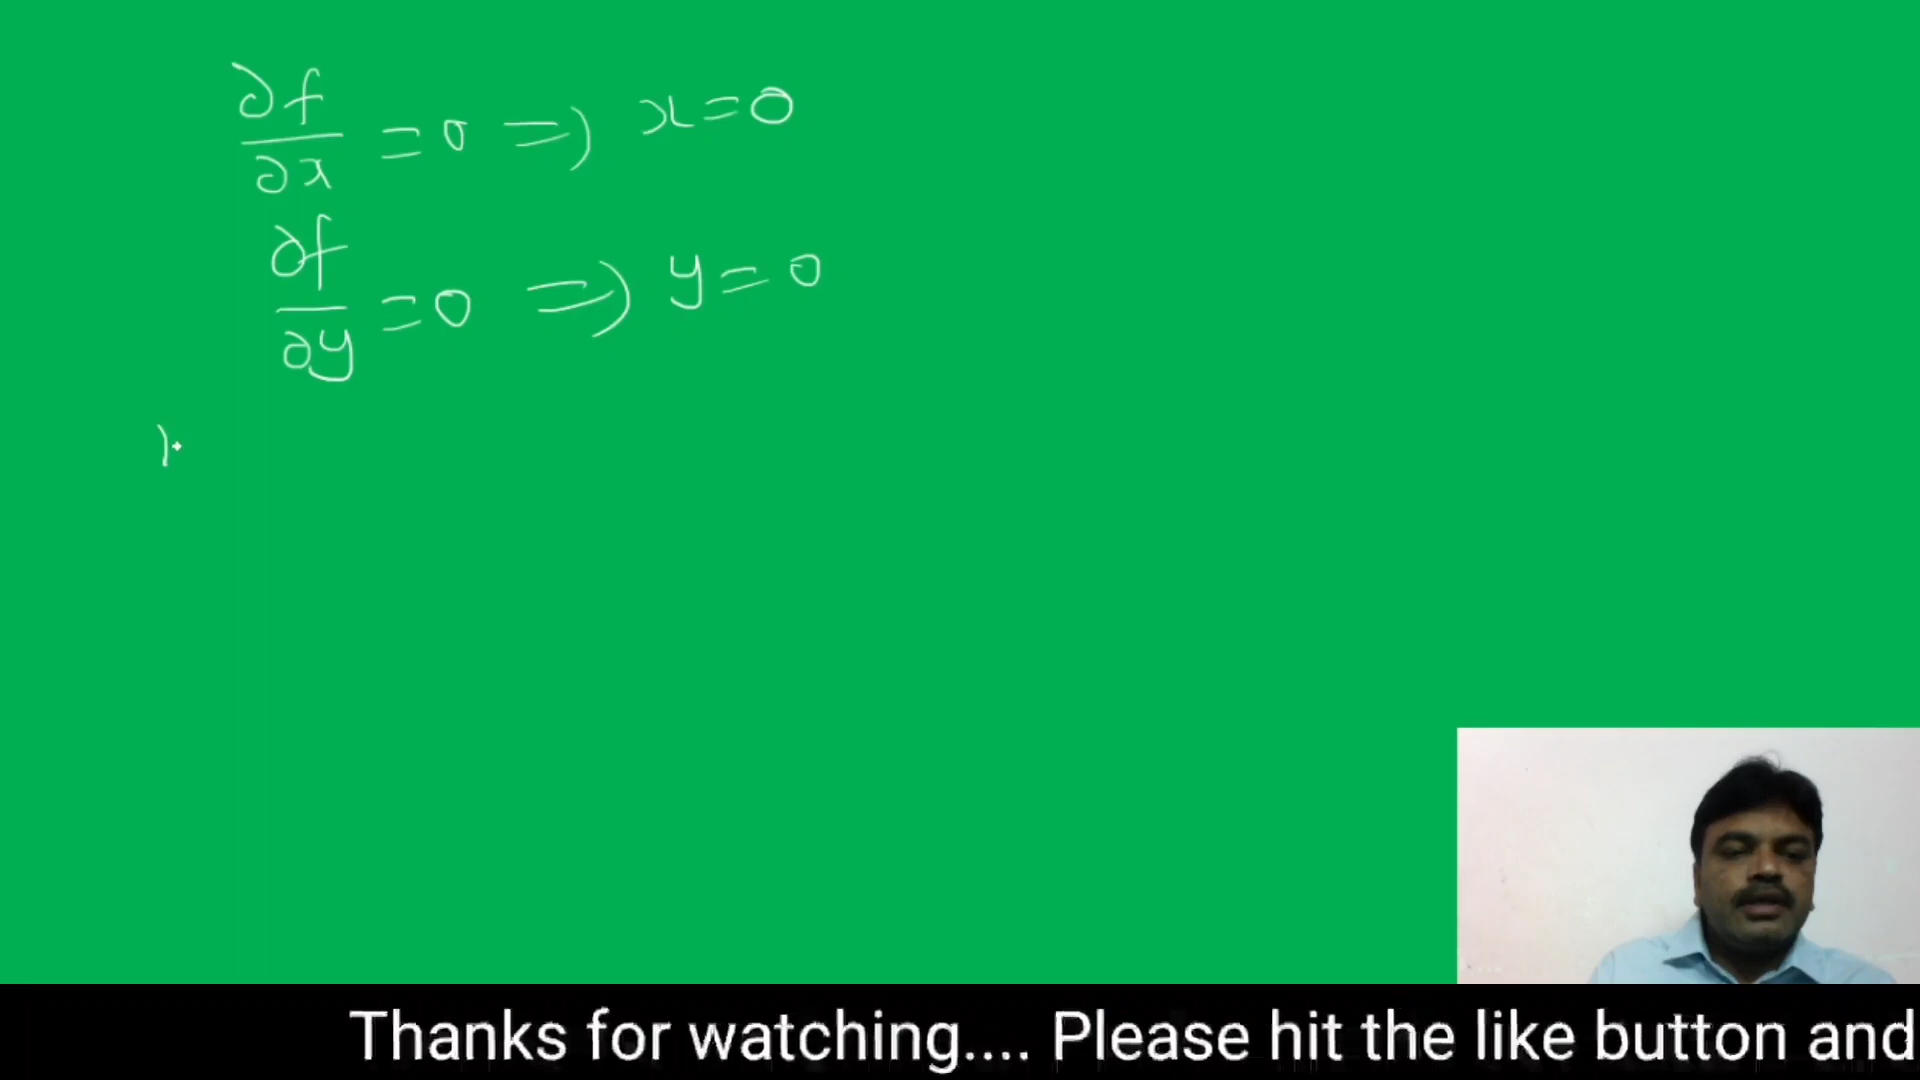 ∂f/∂x = 0 ⇒ x = 0
∂f/∂y = 0 ⇒ y = 0
Thanks for watching.... Please hit the like button and